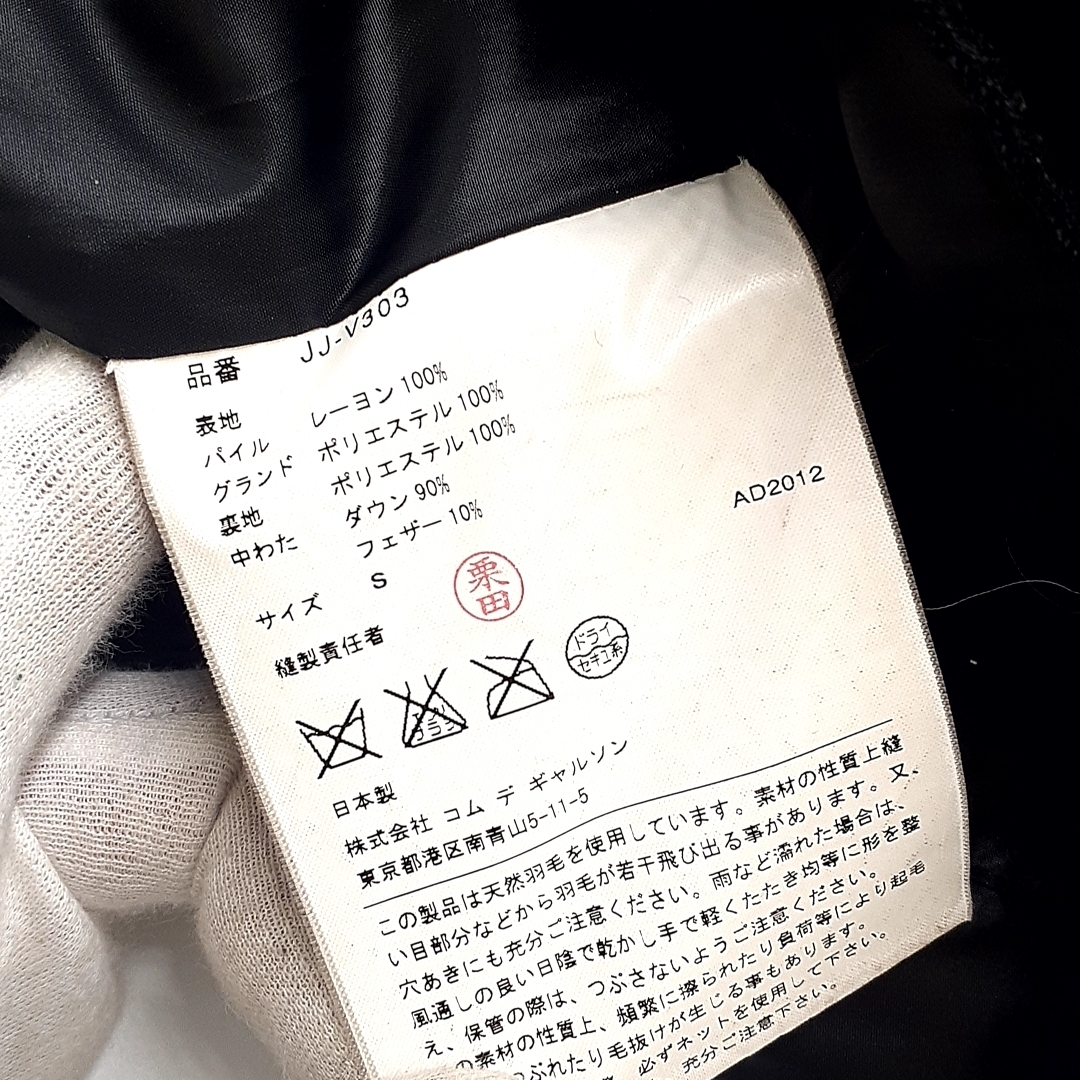 品番 JJ-V303
表地
パイル レーヨン 100%
グランド ポリエステル 100%
裏地 ポリエステル 100%
中わた ダウン 90%
フェザー 10%
AD2012
サイズ S
縫製責任者 栗田
ドライ
セキユ系
日本製
株式会社 コム デ ギャルソン
東京都港区南青山5-11-5
この製品は天然羽毛を使用しています。素材の性質上縫
い目部分などから羽毛が若干飛び出る事があります。又、
穴あきにも充分ご注意ください。雨など濡れた場合は、
風通しの良い日陰で乾かし手で軽くたたき均等に形を整
え、保管の際は、つぶさないようご注意ください。
の素材の性質上、頻繁に擦られたり負荷等により起毛
つぶれたり毛抜けが生じる事もあります。
必ずネットを使用して下さい。
充分ご注意下さい。